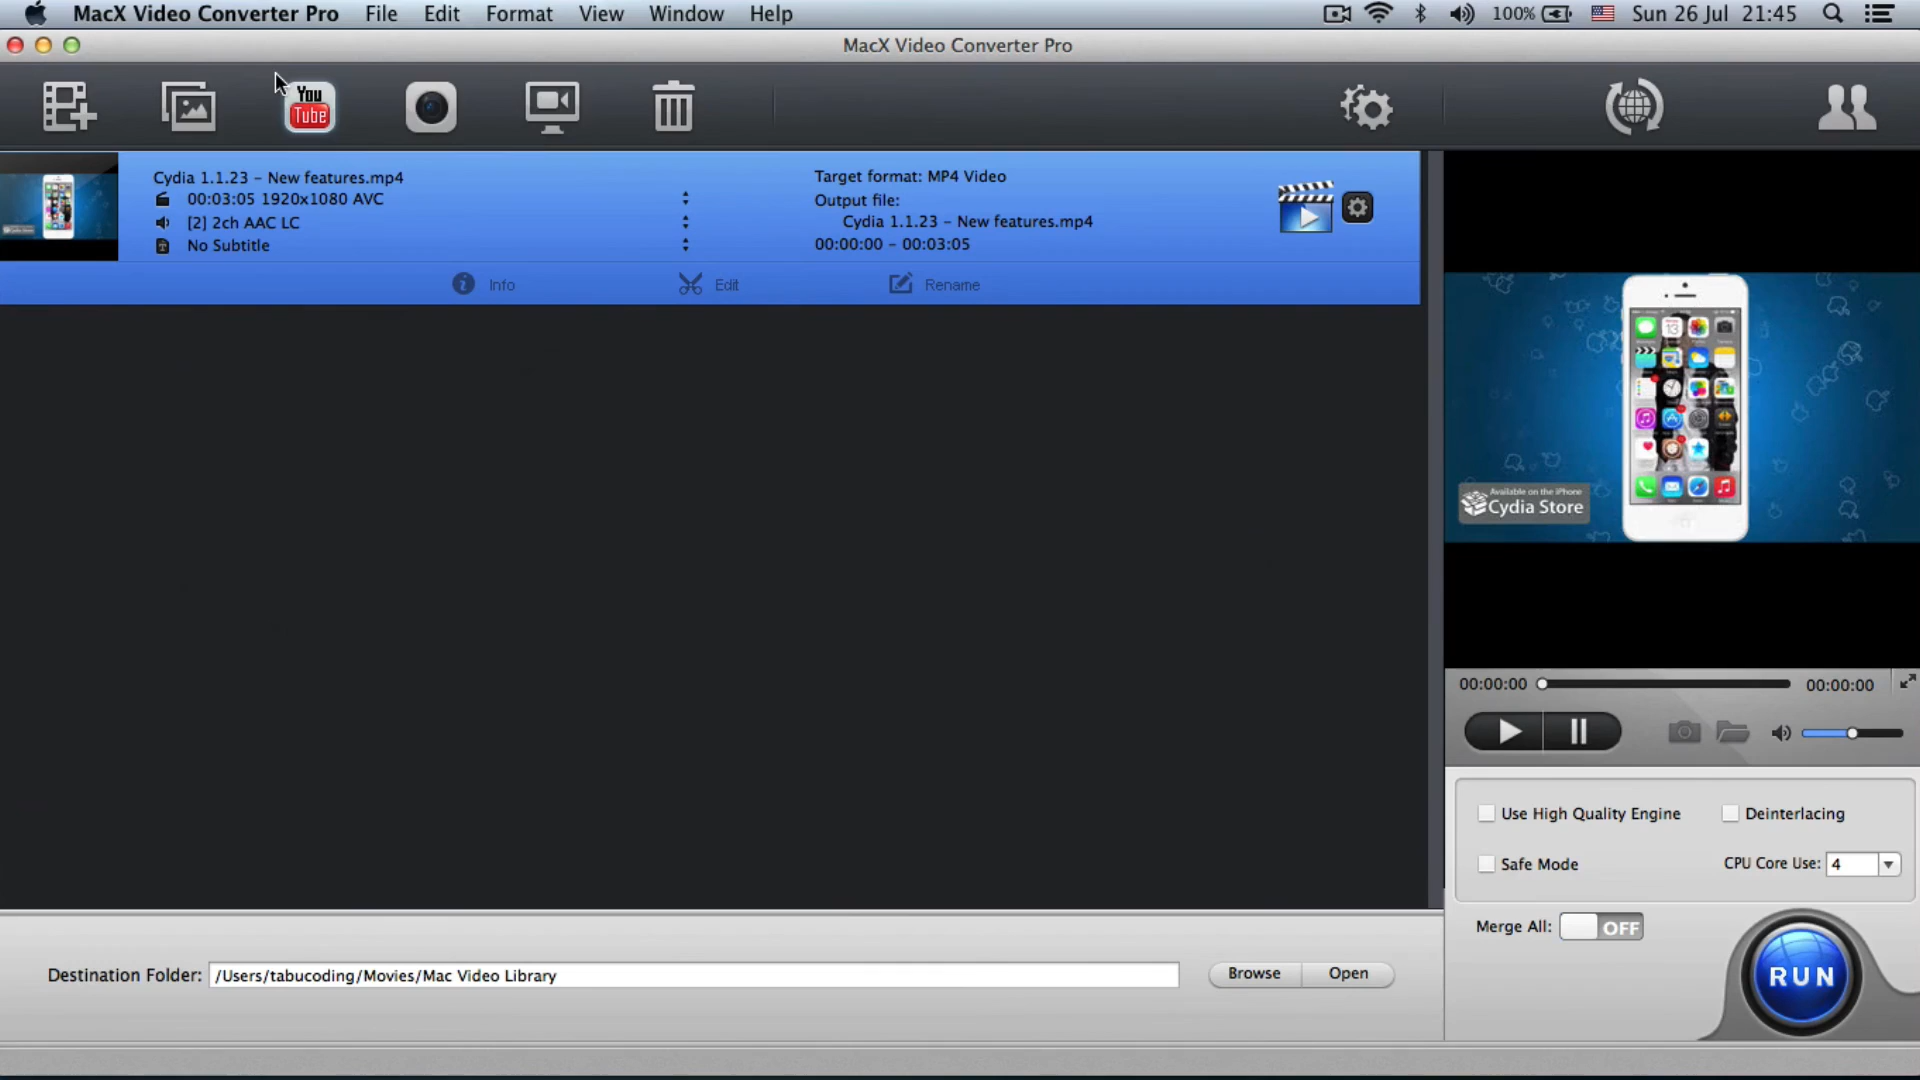 MacX Video Converter Pro File Edit Format View Window Help 100% Sun 26 Jul 21:45
MacX Video Converter Pro
You
Tube
Cydia 1.1.23 – New features.mp4
00:03:05 1920x1080 AVC
[2] 2ch AAC LC
No Subtitle
Target format: MP4 Video
Output file:
Cydia 1.1.23 – New features.mp4
00:00:00 – 00:03:05
Info Edit Rename
Available on the iPhone
Cydia Store
00:00:00 00:00:00
Use High Quality Engine Deinterlacing
Safe Mode CPU Core Use: 4
Merge All: OFF
Destination Folder: /Users/tabucoding/Movies/Mac Video Library Browse Open
RUN